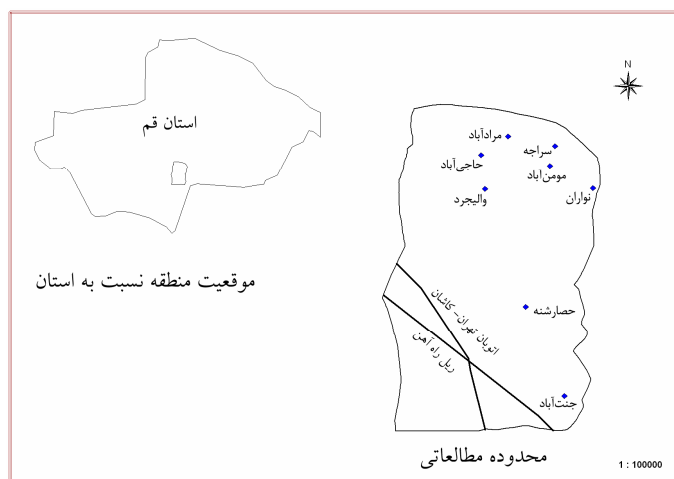 استان قم
موقعیت منطقه نسبت به استان
N
مرادآباد
سراجه
حاجی‌آباد
مومن‌آباد
والیجرد
نواران
حصارشنه
اتوبان تهران- کاشان
ریل راه آهن
جنت‌آباد
محدوده مطالعاتی
1 : 100000